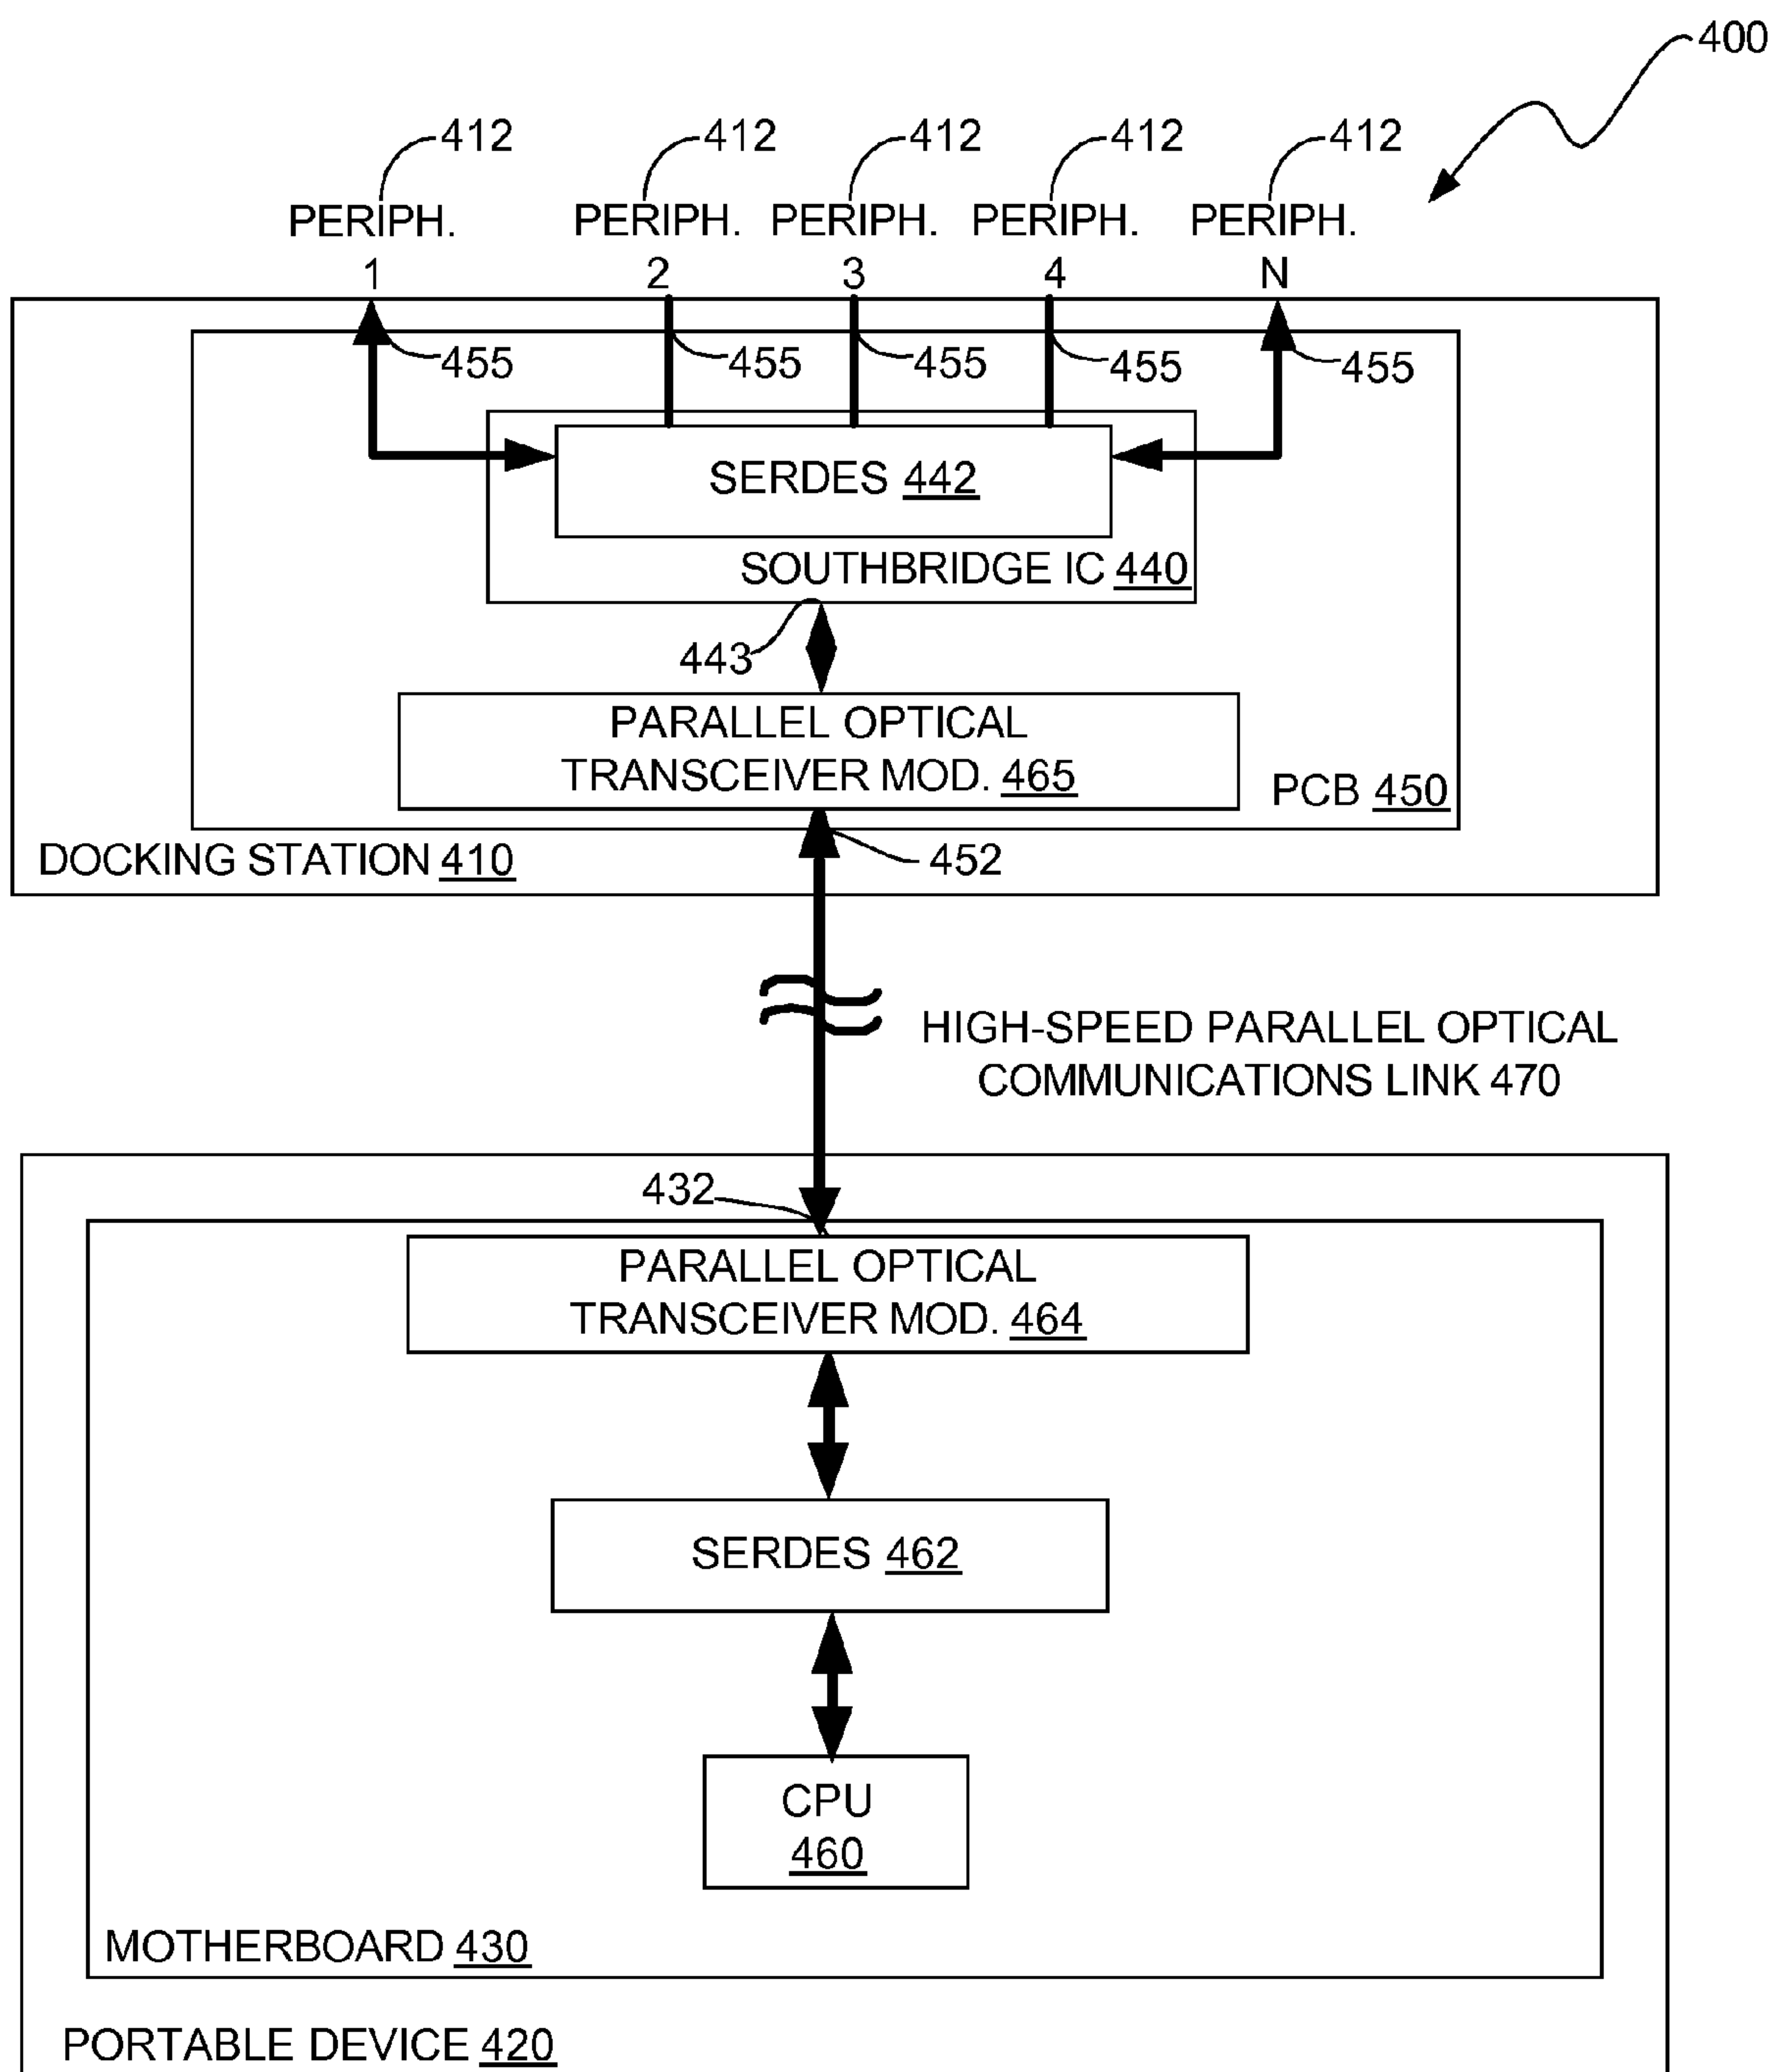 400
412 412 412 412 412
PERIPH. PERIPH. PERIPH. PERIPH. PERIPH.
1 2 3 4 N
455 455 455 455 455
SERDES 442
SOUTHBRIDGE IC 440
443
PARALLEL OPTICAL
TRANSCEIVER MOD. 465
PCB 450
DOCKING STATION 410
452
HIGH-SPEED PARALLEL OPTICAL
COMMUNICATIONS LINK 470
432
PARALLEL OPTICAL
TRANSCEIVER MOD. 464
SERDES 462
CPU
460
MOTHERBOARD 430
PORTABLE DEVICE 420